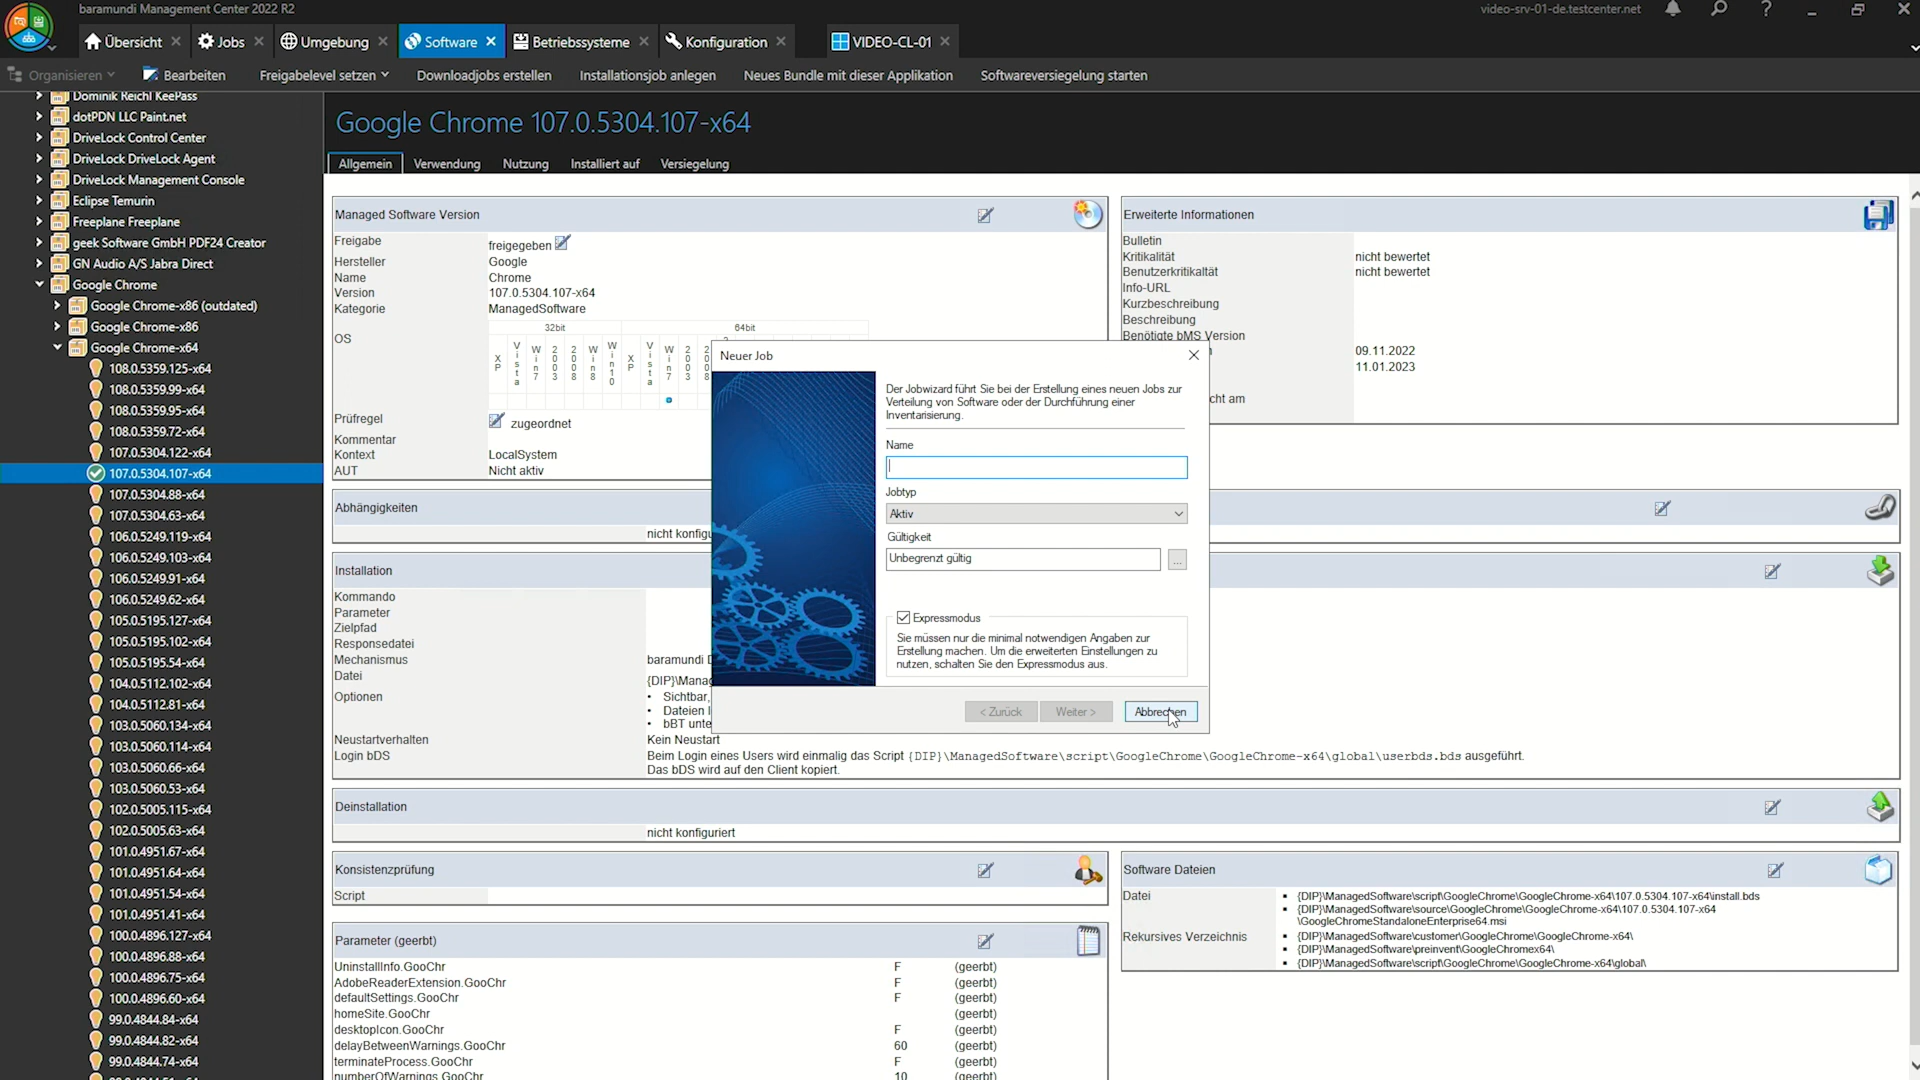 baramundi Management Center 2022 R2
video-srv-01-de.testcenter.net
Übersicht
Jobs
Umgebung
Software
Betriebssysteme
Konfiguration
VIDEO-CL-01
Organisieren
Bearbeiten
Freigabelevel setzen
Downloadjobs erstellen
Installationsjob anlegen
Neues Bundle mit dieser Applikation
Softwareversiegelung starten
Dominik Reichl KeePass
dotPDN LLC Paint.net
DriveLock Control Center
DriveLock DriveLock Agent
DriveLock Management Console
Eclipse Temurin
Freeplane Freeplane
geek Software GmbH PDF24 Creator
GN Audio A/S Jabra Direct
Google Chrome
Google Chrome-x86 (outdated)
Google Chrome-x86
Google Chrome-x64
108.0.5359.125-x64
108.0.5359.99-x64
108.0.5359.95-x64
108.0.5359.72-x64
107.0.5304.122-x64
107.0.5304.107-x64
107.0.5304.88-x64
107.0.5304.63-x64
106.0.5249.119-x64
106.0.5249.103-x64
106.0.5249.91-x64
106.0.5249.62-x64
105.0.5195.127-x64
105.0.5195.102-x64
105.0.5195.54-x64
104.0.5112.102-x64
104.0.5112.81-x64
103.0.5060.134-x64
103.0.5060.114-x64
103.0.5060.66-x64
103.0.5060.53-x64
102.0.5005.115-x64
102.0.5005.63-x64
101.0.4951.67-x64
101.0.4951.64-x64
101.0.4951.54-x64
101.0.4951.41-x64
100.0.4896.127-x64
100.0.4896.88-x64
100.0.4896.75-x64
100.0.4896.60-x64
99.0.4844.84-x64
99.0.4844.82-x64
99.0.4844.74-x64
Google Chrome 107.0.5304.107-x64
Allgemein
Verwendung
Nutzung
Installiert auf
Versiegelung
Managed Software Version
Freigabe freigegeben
Hersteller Google
Name Chrome
Version 107.0.5304.107-x64
Kategorie ManagedSoftware
OS
32bit 64bit
XP Vista Win7 2003 2008 Win8 Win10 XP Vista Win7 2003
Prüfregel zugeordnet
Kommentar
Kontext LocalSystem
AUT Nicht aktiv
Erweiterte Informationen
Bulletin
Kritikalität nicht bewertet
Benutzerkritikaltät nicht bewertet
Info-URL
Kurzbeschreibung
Beschreibung
Benötigte bMS Version
09.11.2022
11.01.2023
cht am
Abhängigkeiten
nicht konfigu
Installation
Kommando
Parameter
Zielpfad
Responsedatei
Mechanismus baramundi D
Datei {DIP}\Manag
Optionen
• Sichtbar,
• Dateien l
• bBT unte
Neustartverhalten Kein Neustart
Login bDS Beim Login eines Users wird einmalig das Script {DIP}\ManagedSoftware\script\GoogleChrome\GoogleChrome-x64\global\userbds.bds ausgeführt.
Das bDS wird auf den Client kopiert.
Deinstallation
nicht konfiguriert
Konsistenzprüfung
Script
Software Dateien
Datei
▪ {DIP}\ManagedSoftware\script\GoogleChrome\GoogleChrome-x64\107.0.5304.107-x64\install.bds
▪ {DIP}\ManagedSoftware\source\GoogleChrome\GoogleChrome-x64\107.0.5304.107-x64
\GoogleChromeStandaloneEnterprise64.msi
Rekursives Verzeichnis
▪ {DIP}\ManagedSoftware\customer\GoogleChrome\GoogleChrome-x64\
▪ {DIP}\ManagedSoftware\preinvent\GoogleChromex64\
▪ {DIP}\ManagedSoftware\script\GoogleChrome\GoogleChrome-x64\global\
Parameter (geerbt)
UninstallInfo.GooChr F (geerbt)
AdobeReaderExtension.GooChr F (geerbt)
defaultSettings.GooChr F (geerbt)
homeSite.GooChr (geerbt)
desktopIcon.GooChr F (geerbt)
delayBetweenWarnings.GooChr 60 (geerbt)
terminateProcess.GooChr F (geerbt)
numberOfWarnings.GooChr 10 (geerbt)
Neuer Job
Der Jobwizard führt Sie bei der Erstellung eines neuen Jobs zur
Verteilung von Software oder der Durchführung einer
Inventarisierung.
Name
Jobtyp
Aktiv
Gültigkeit
Unbegrenzt gültig
...
Expressmodus
Sie müssen nur die minimal notwendigen Angaben zur
Erstellung machen. Um die erweiterten Einstellungen zu
nutzen, schalten Sie den Expressmodus aus.
< Zurück
Weiter >
Abbrechen